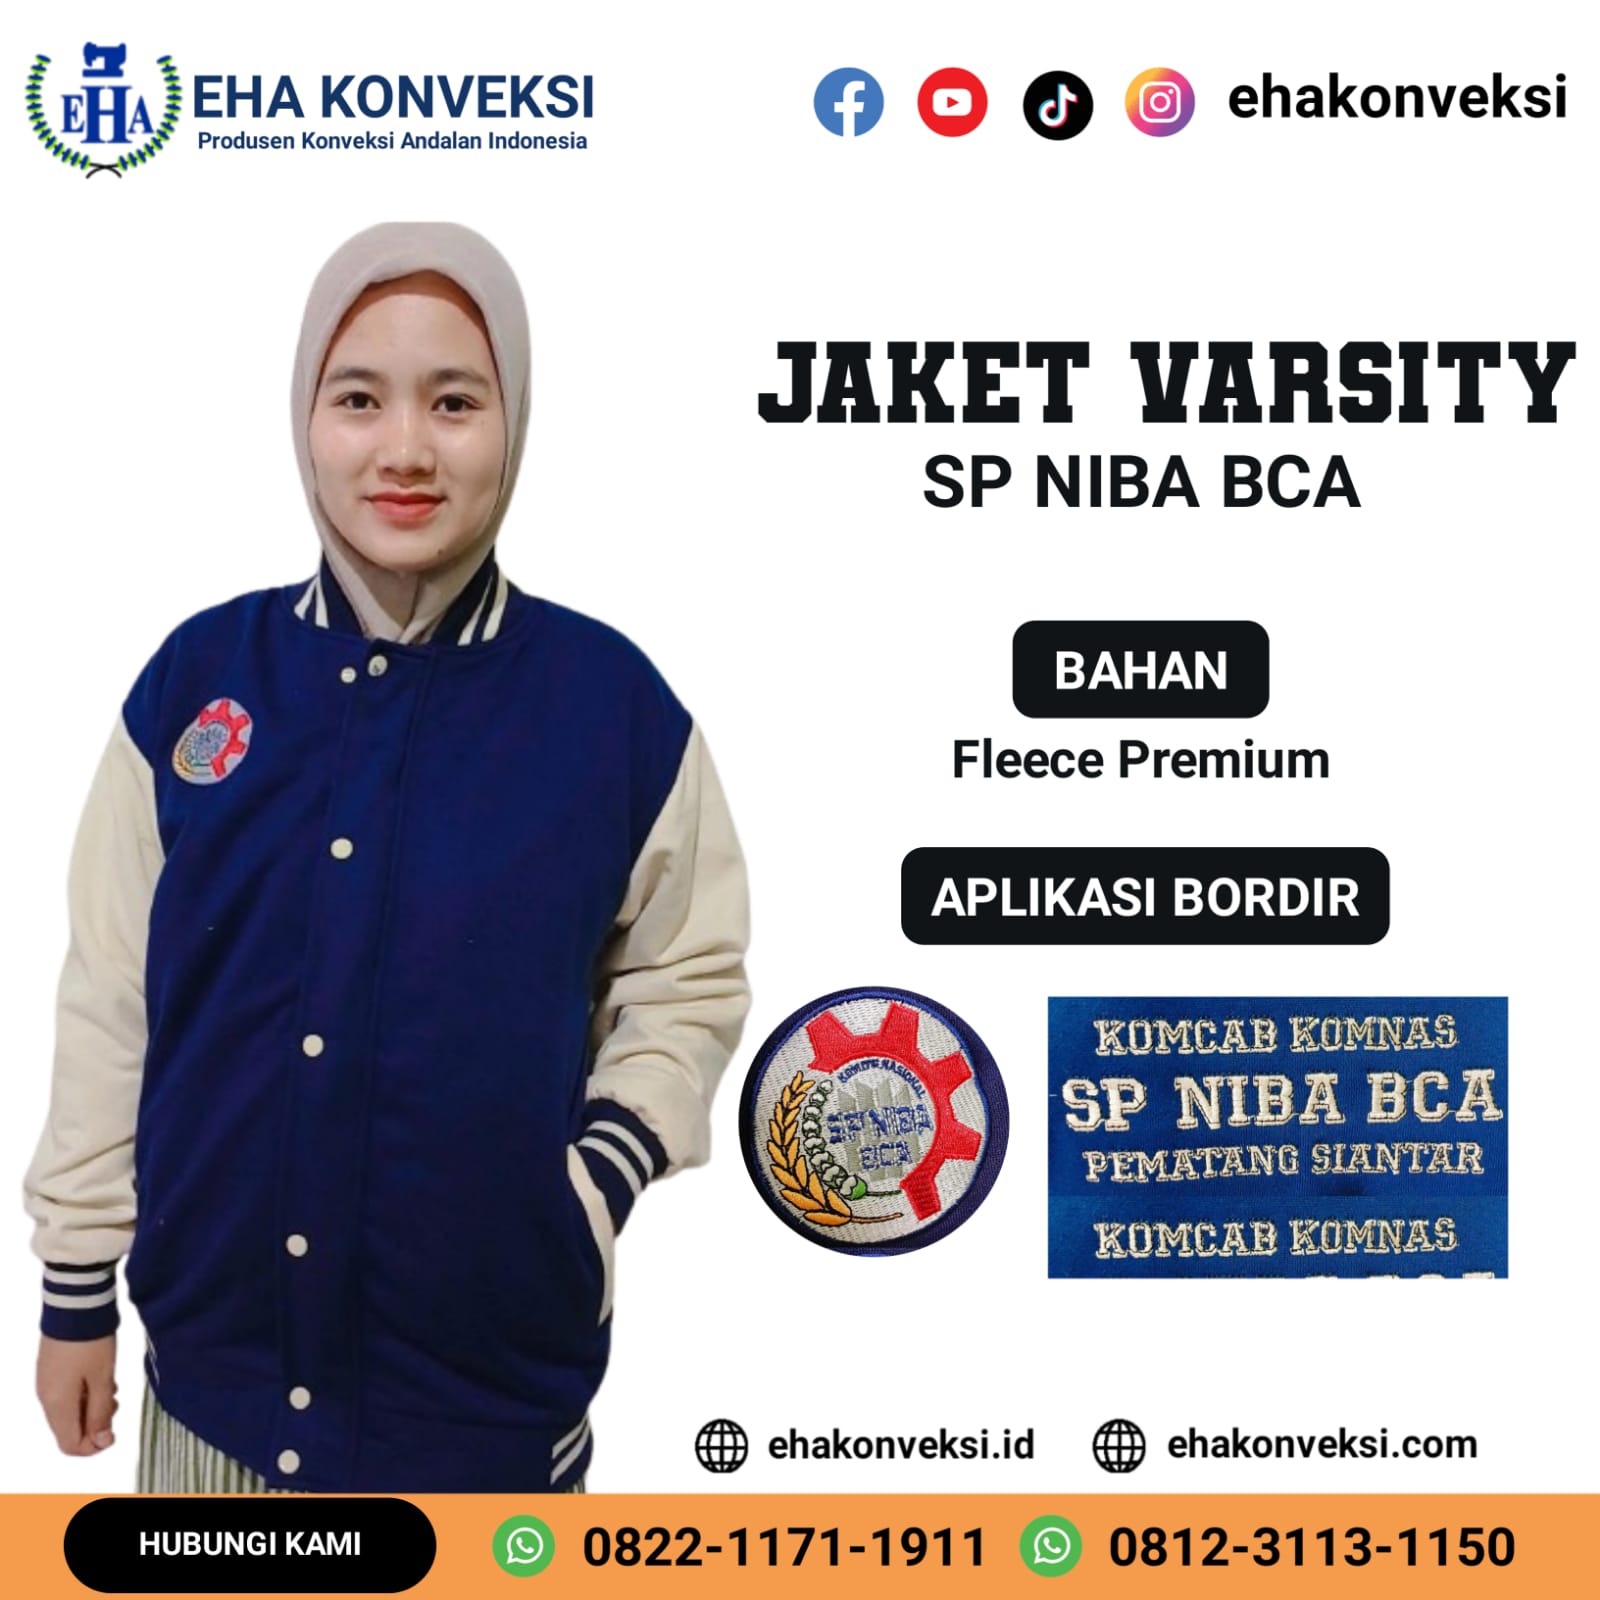 EHA
EHA KONVEKSI
Produsen Konveksi Andalan Indonesia
ehakonveksi
JAKET VARSITY
SP NIBA BCA
BAHAN
Fleece Premium
APLIKASI BORDIR
KOMITE NASIONAL
SP NIBA
BCA
KOMCAB KOMNAS
SP NIBA BCA
PEMATANG SIANTAR
KOMCAB KOMNAS
ehakonveksi.id
ehakonveksi.com
HUBUNGI KAMI
0822-1171-1911
0812-3113-1150